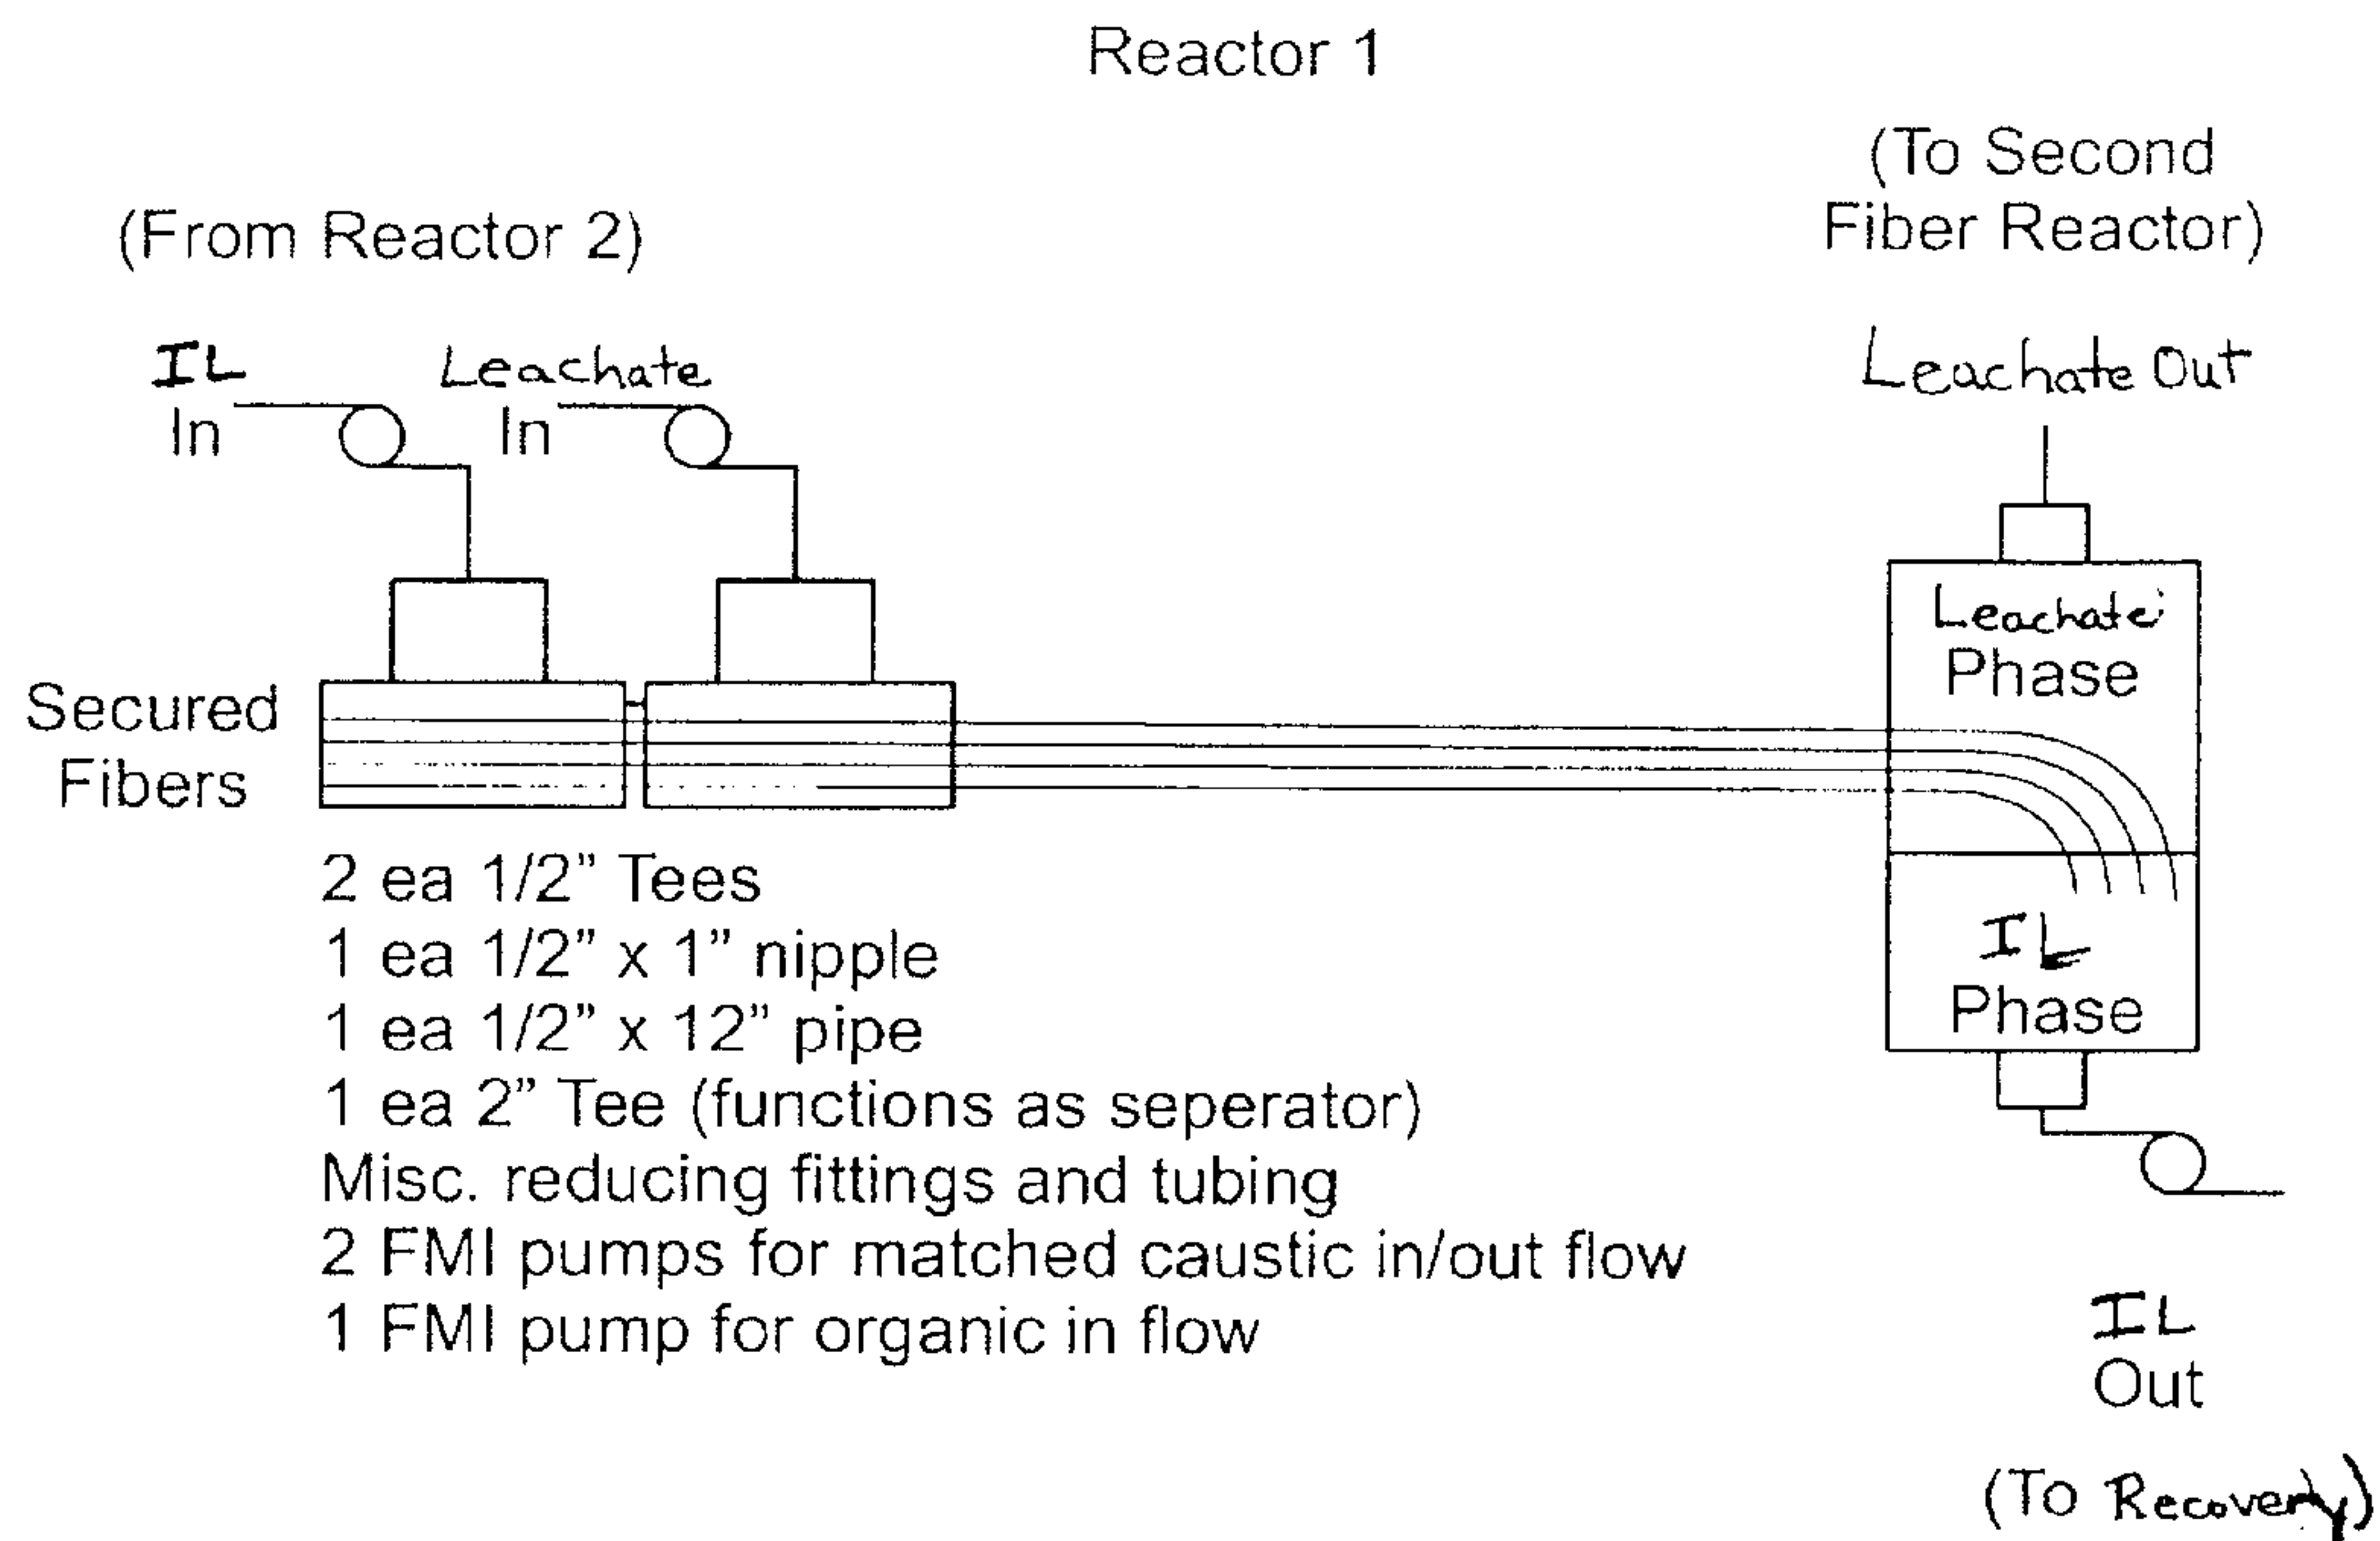 Reactor 1
(To Second
Fiber Reactor)
(From Reactor 2)
IL
In
Leachate
In
Leachate Out
Leachate
Phase
Secured
Fibers
IL
Phase
2 ea 1/2” Tees
1 ea 1/2” x 1” nipple
1 ea 1/2” x 12” pipe
1 ea 2” Tee (functions as seperator)
Misc. reducing fittings and tubing
2 FMI pumps for matched caustic in/out flow
1 FMI pump for organic in flow
IL
Out
(To Recovery)